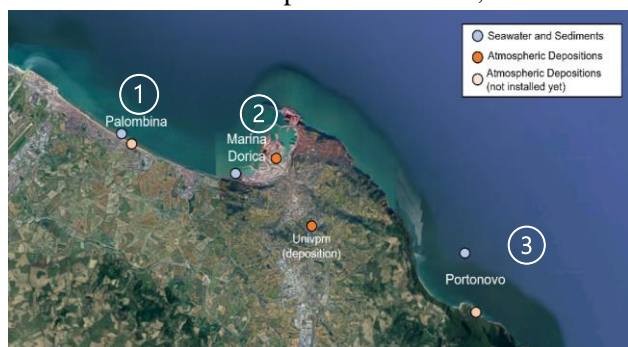 Seawater and Sediments
Atmospheric Depositions
Atmospheric Depositions
(not installed yet)
1
Palombina
2
Marina
Dorica
Univpm
(deposition)
3
Portonovo